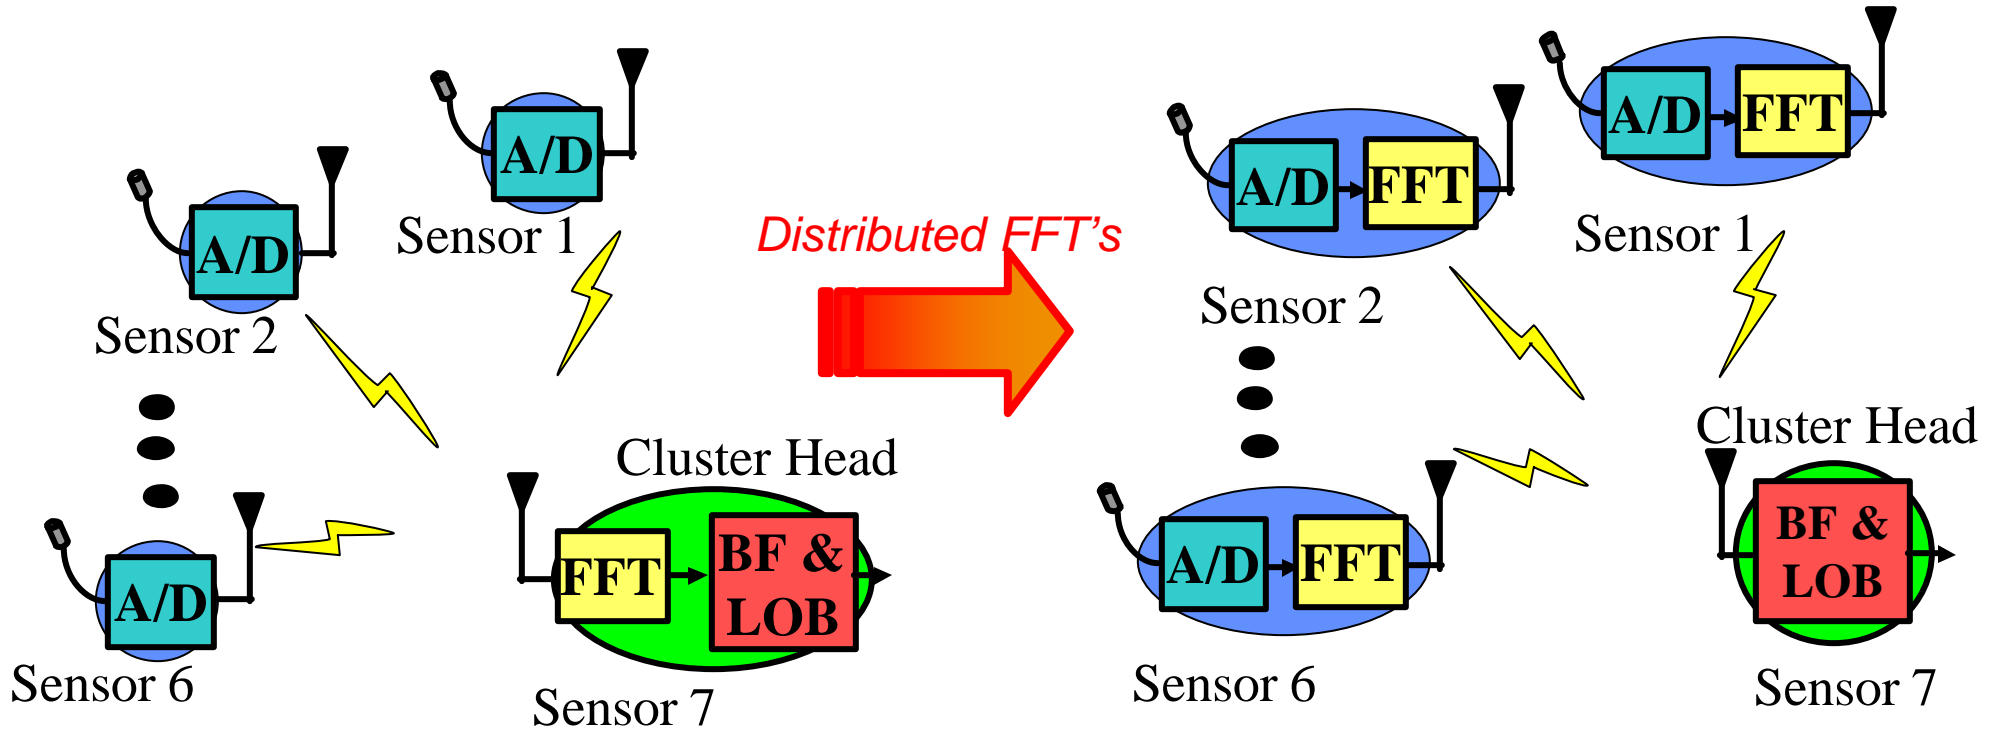 A/D
Sensor 1
A/D
Sensor 2
A/D
Sensor 6
Cluster Head
FFT
BF &
LOB
Sensor 7
Distributed FFT's
A/D
FFT
Sensor 1
A/D
FFT
Sensor 2
A/D
FFT
Sensor 6
Cluster Head
BF &
LOB
Sensor 7